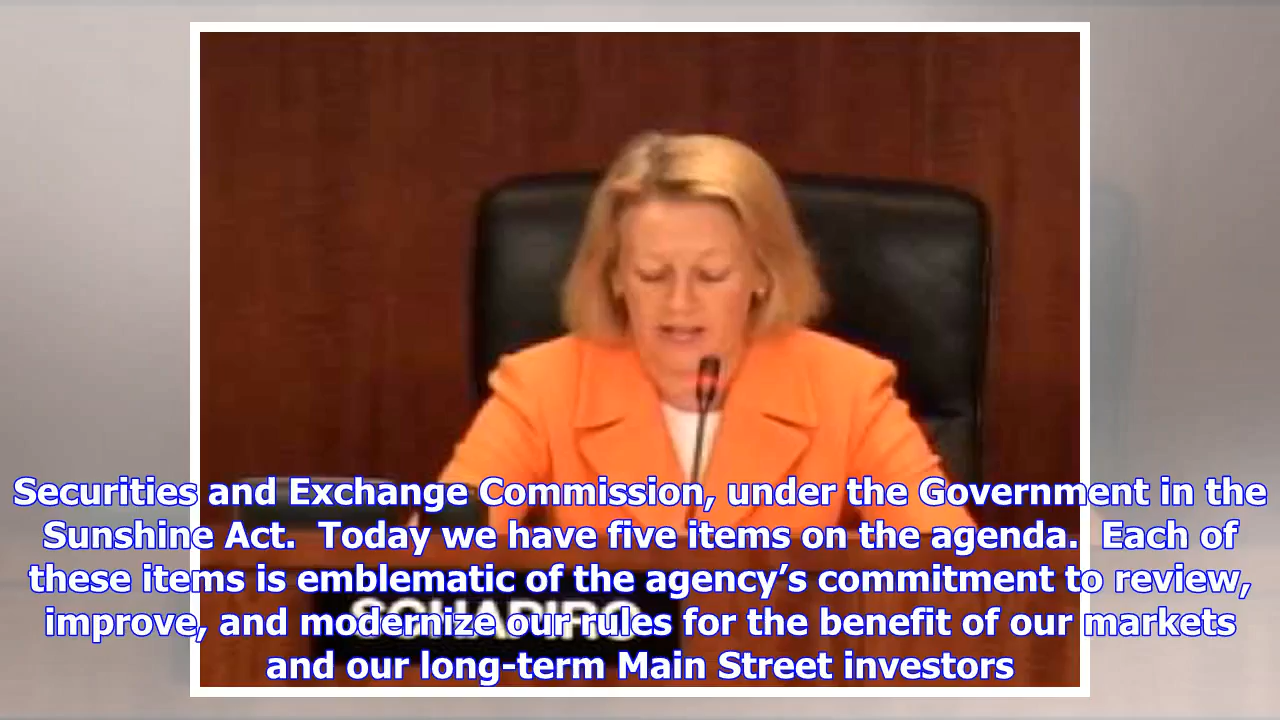 Securities and Exchange Commission, under the Government in the
Sunshine Act.  Today we have five items on the agenda.  Each of
these items is emblematic of the agency’s commitment to review,
improve, and modernize our rules for the benefit of our markets
and our long-term Main Street investors
SCHAPIRO